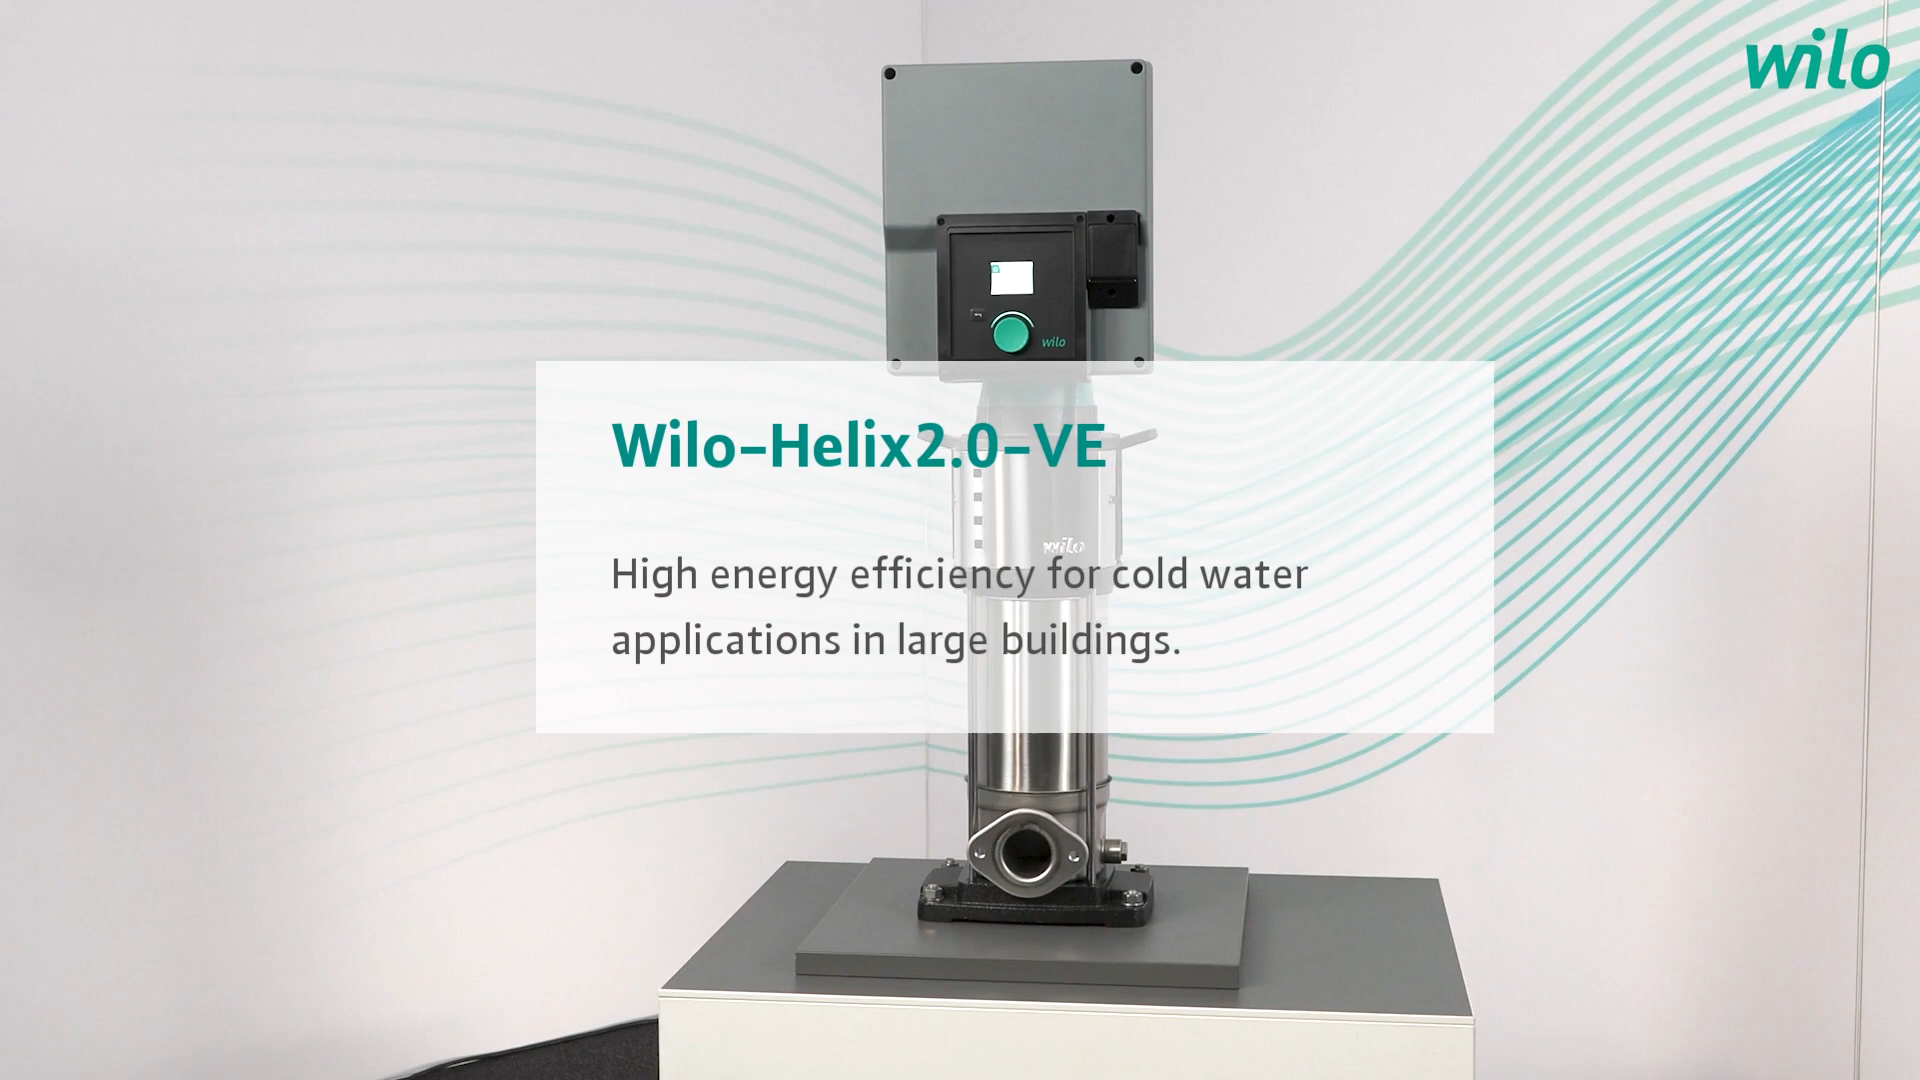 wilo
wilo
Wilo-Helix2.0-VE
wilo
High energy efficiency for cold water
applications in large buildings.